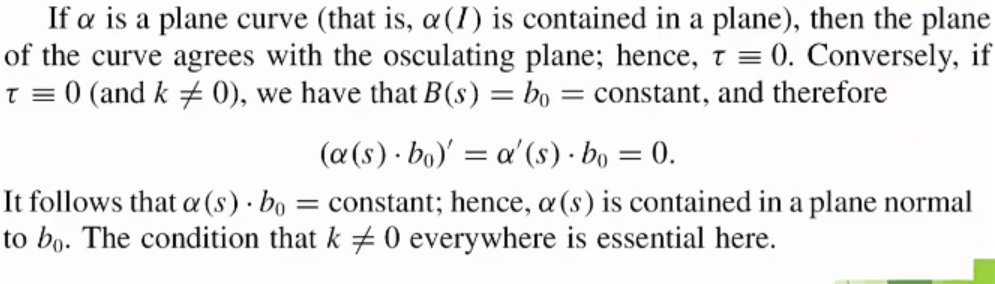 If α is a plane curve (that is, α(I) is contained in a plane), then the plane
of the curve agrees with the osculating plane; hence, τ ≡ 0. Conversely, if
τ ≡ 0 (and k ≠ 0), we have that B(s) = b₀ = constant, and therefore
(α(s) · b₀)′ = α′(s) · b₀ = 0.
It follows that α(s) · b₀ = constant; hence, α(s) is contained in a plane normal
to b₀. The condition that k ≠ 0 everywhere is essential here.